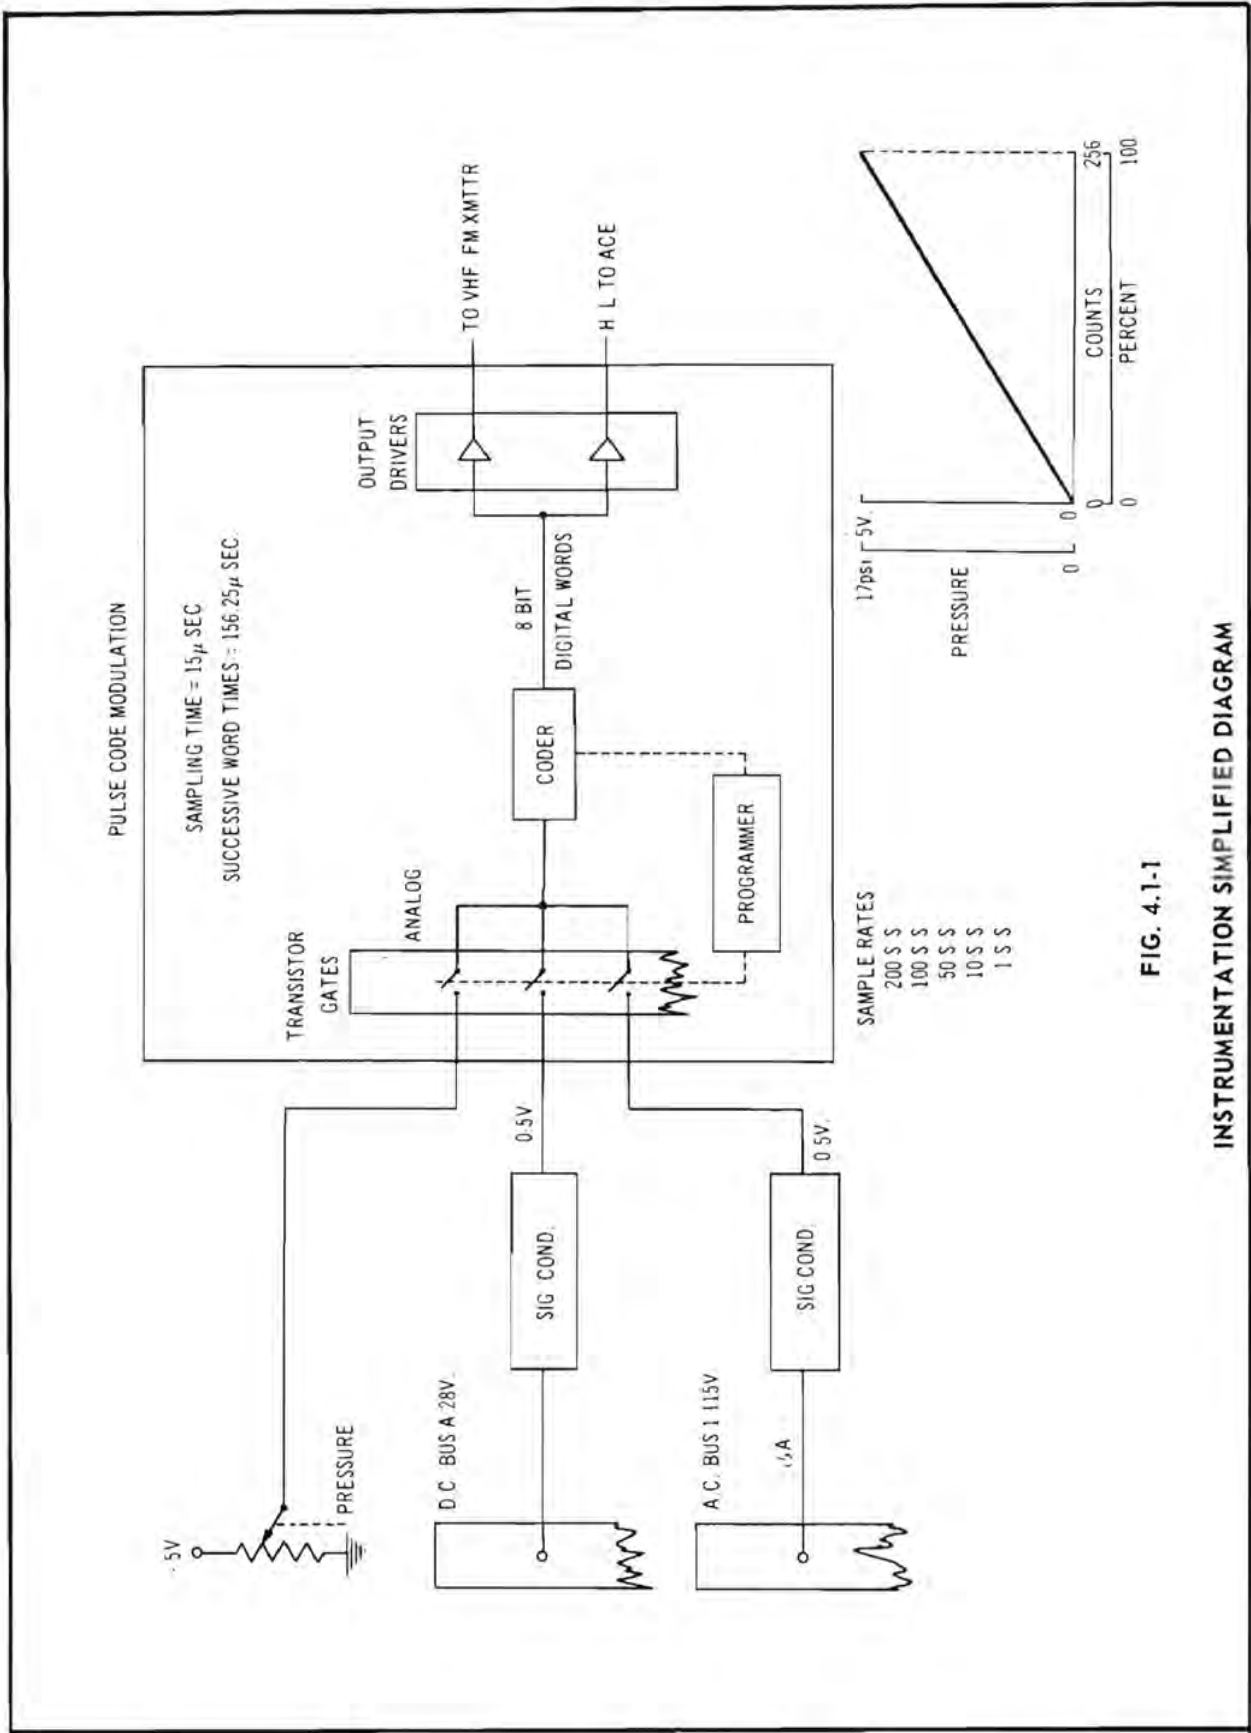 PULSE CODE MODULATION
SAMPLING TIME = 15μ SEC
SUCCESSIVE WORD TIMES = 156.25μ SEC
TRANSISTOR
GATES
ANALOG
CODER
8 BIT
DIGITAL WORDS
OUTPUT
DRIVERS
TO VHF FM XMTTR
H L TO ACE
PROGRAMMER
5V
PRESSURE
D.C. BUS A 28V.
SIG COND.
0-5V
A.C. BUS 1 115V
SIG COND.
0 5V.
SAMPLE RATES
200 S S
100 S S
50 S S
10 S S
1 S S
17psi
5V.
PRESSURE
0
0
0 COUNTS 256
0 PERCENT 100
FIG. 4.1-1
INSTRUMENTATION SIMPLIFIED DIAGRAM